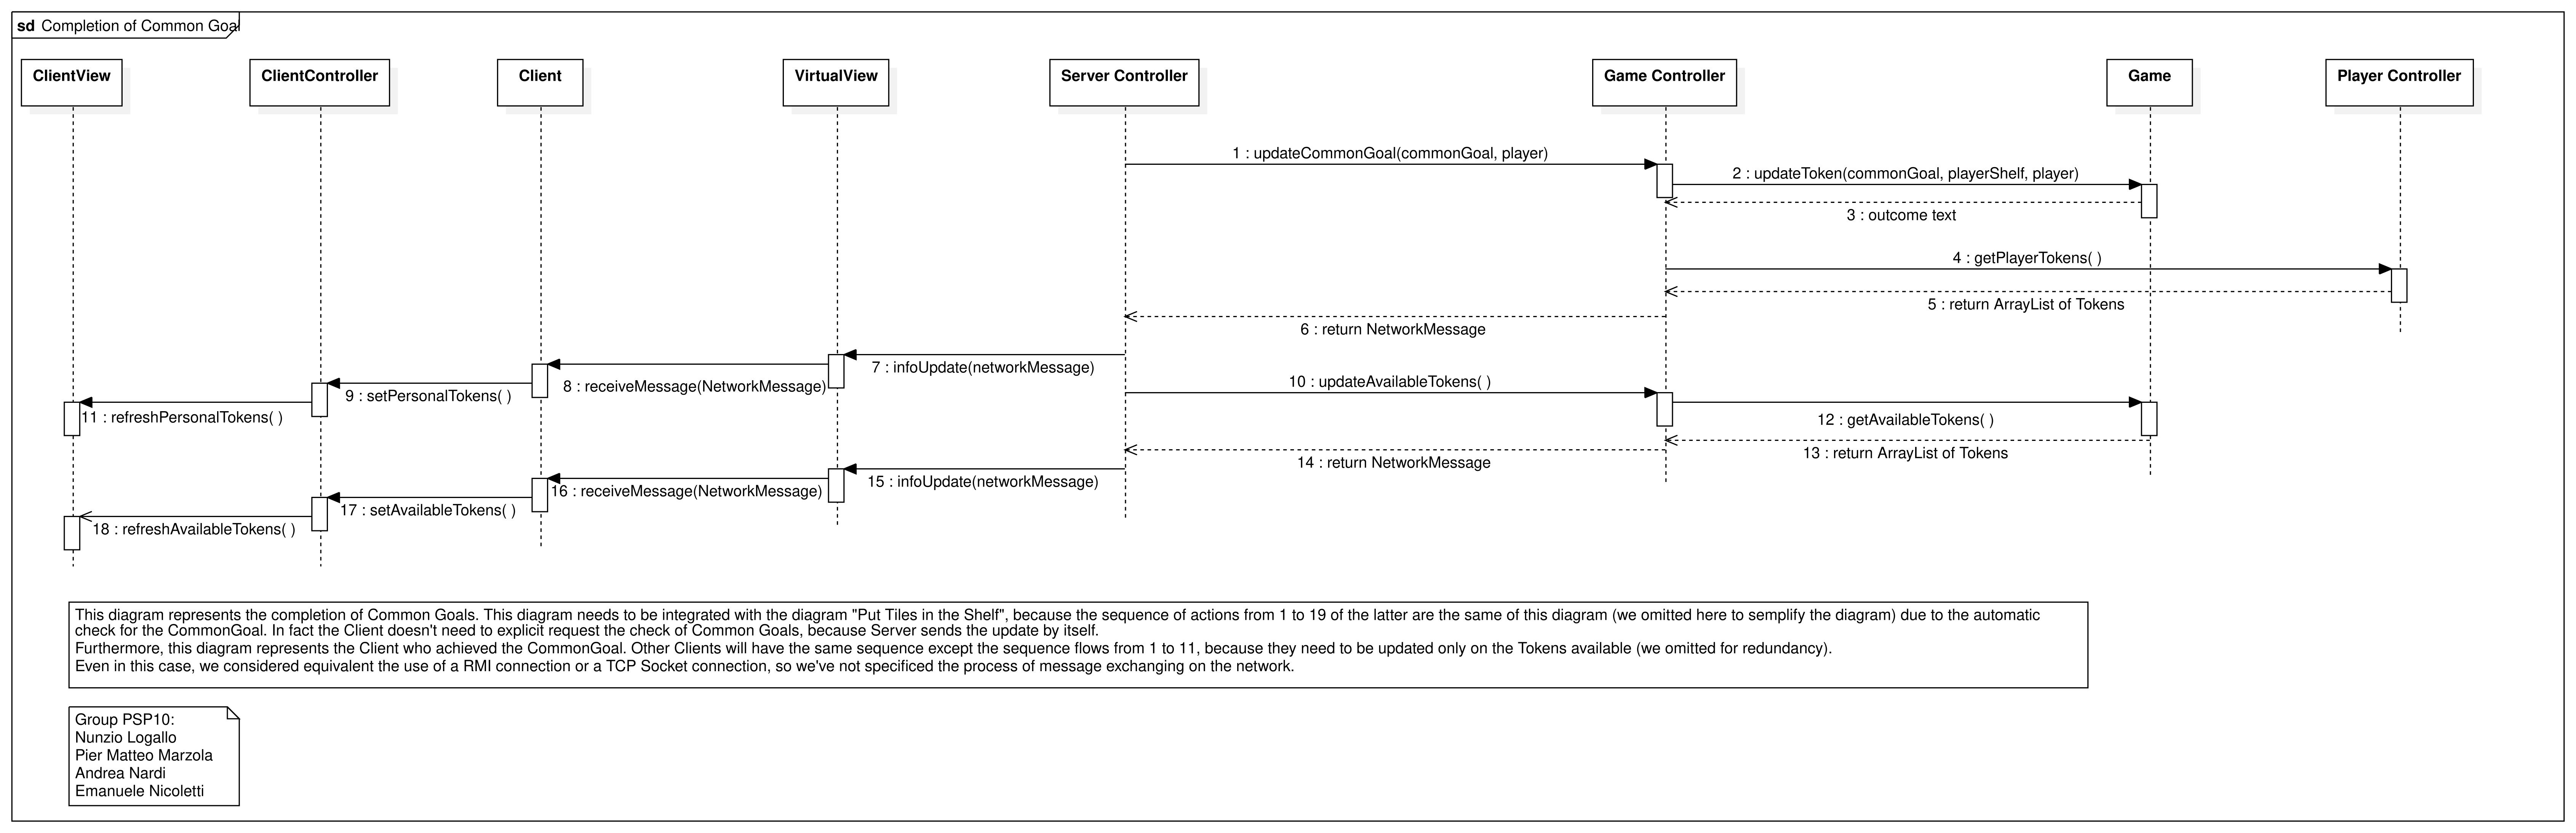 sd Completion of Common Goal
ClientView
ClientController
Client
VirtualView
Server Controller
Game Controller
Game
Player Controller
1 : updateCommonGoal(commonGoal, player)
2 : updateToken(commonGoal, playerShelf, player)
3 : outcome text
4 : getPlayerTokens( )
5 : return ArrayList of Tokens
6 : return NetworkMessage
7 : infoUpdate(networkMessage)
8 : receiveMessage(NetworkMessage)
9 : setPersonalTokens( )
10 : updateAvailableTokens( )
11 : refreshPersonalTokens( )
12 : getAvailableTokens( )
13 : return ArrayList of Tokens
14 : return NetworkMessage
15 : infoUpdate(networkMessage)
16 : receiveMessage(NetworkMessage)
17 : setAvailableTokens( )
18 : refreshAvailableTokens( )
This diagram represents the completion of Common Goals. This diagram needs to be integrated with the diagram "Put Tiles in the Shelf", because the sequence of actions from 1 to 19 of the latter are the same of this diagram (we omitted here to semplify the diagram) due to the automatic
check for the CommonGoal. In fact the Client doesn't need to explicit request the check of Common Goals, because Server sends the update by itself.
Furthermore, this diagram represents the Client who achieved the CommonGoal. Other Clients will have the same sequence except the sequence flows from 1 to 11, because they need to be updated only on the Tokens available (we omitted for redundancy).
Even in this case, we considered equivalent the use of a RMI connection or a TCP Socket connection, so we've not specificed the process of message exchanging on the network.
Group PSP10:
Nunzio Logallo
Pier Matteo Marzola
Andrea Nardi
Emanuele Nicoletti